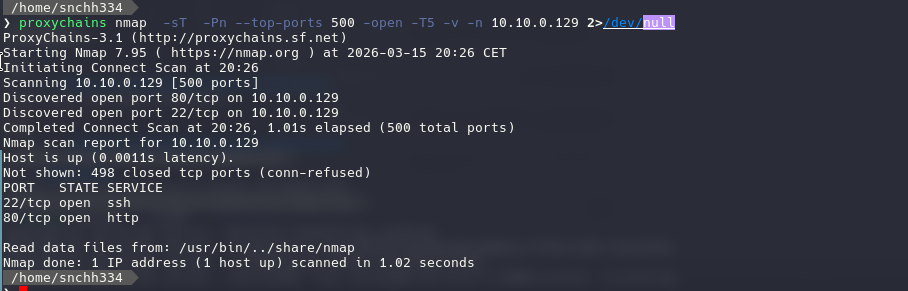 /home/snchh334
❯ proxychains nmap  -sT  -Pn --top-ports 500 -open -T5 -v -n 10.10.0.129 2>/dev/null
ProxyChains-3.1 (http://proxychains.sf.net)
Starting Nmap 7.95 ( https://nmap.org ) at 2026-03-15 20:26 CET
Initiating Connect Scan at 20:26
Scanning 10.10.0.129 [500 ports]
Discovered open port 80/tcp on 10.10.0.129
Discovered open port 22/tcp on 10.10.0.129
Completed Connect Scan at 20:26, 1.01s elapsed (500 total ports)
Nmap scan report for 10.10.0.129
Host is up (0.0011s latency).
Not shown: 498 closed tcp ports (conn-refused)
PORT   STATE SERVICE
22/tcp open  ssh
80/tcp open  http

Read data files from: /usr/bin/../share/nmap
Nmap done: 1 IP address (1 host up) scanned in 1.02 seconds
/home/snchh334
❯